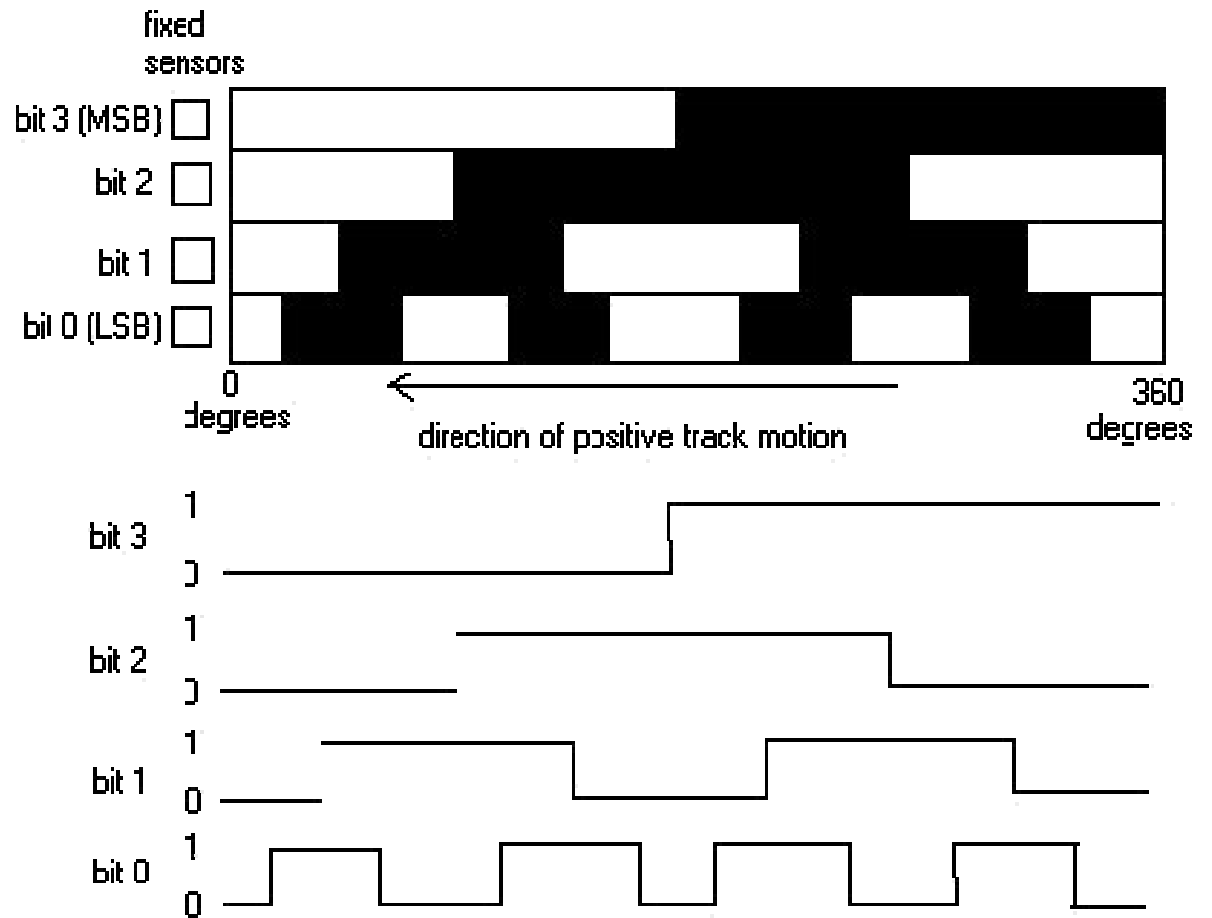 fixed
sensors
bit 3 (MSB)
bit 2
bit 1
bit 0 (LSB)
0
degrees
360
degrees
direction of positive track motion
1
bit 3
0
1
bit 2
0
1
bit 1
0
1
bit 0
0